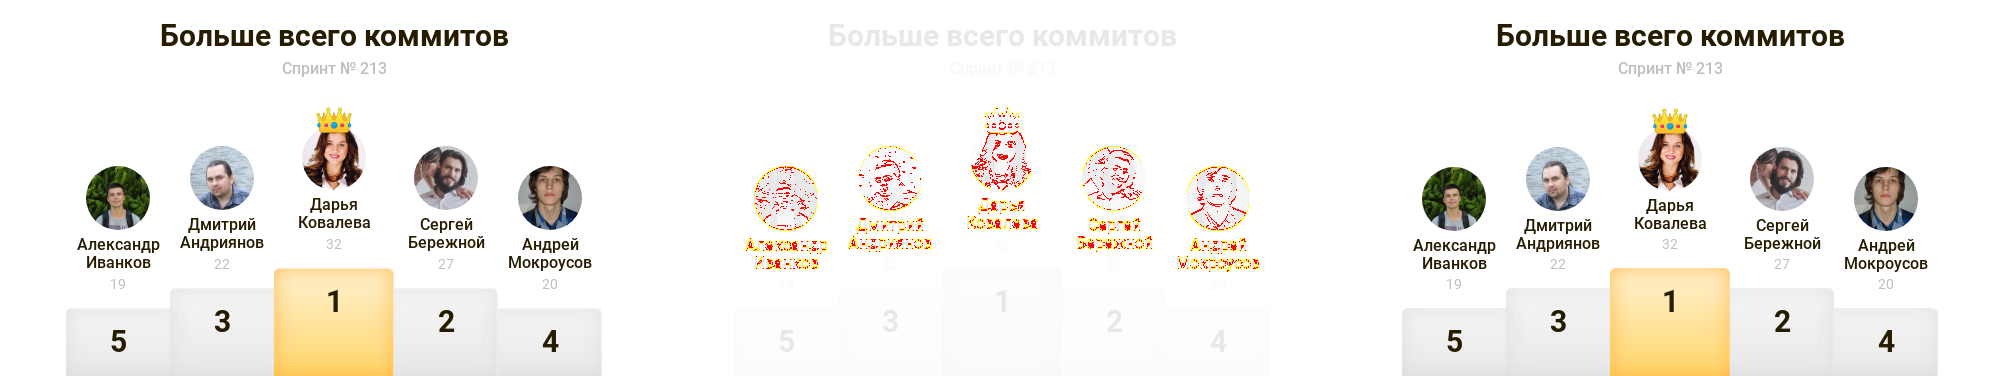 Больше всего коммитов
Спринт № 213
Александр
Иванков
19
Дмитрий
Андриянов
22
Дарья
Ковалева
32
Сергей
Бережной
27
Андрей
Мокроусов
20
5
3
1
2
4
Больше всего коммитов
Спринт № 213
Александр
Иванков
19
Дмитрий
Андриянов
22
Дарья
Ковалева
32
Сергей
Бережной
27
Андрей
Мокроусов
20
5
3
1
2
4
Больше всего коммитов
Спринт № 213
Александр
Иванков
19
Дмитрий
Андриянов
22
Дарья
Ковалева
32
Сергей
Бережной
27
Андрей
Мокроусов
20
5
3
1
2
4